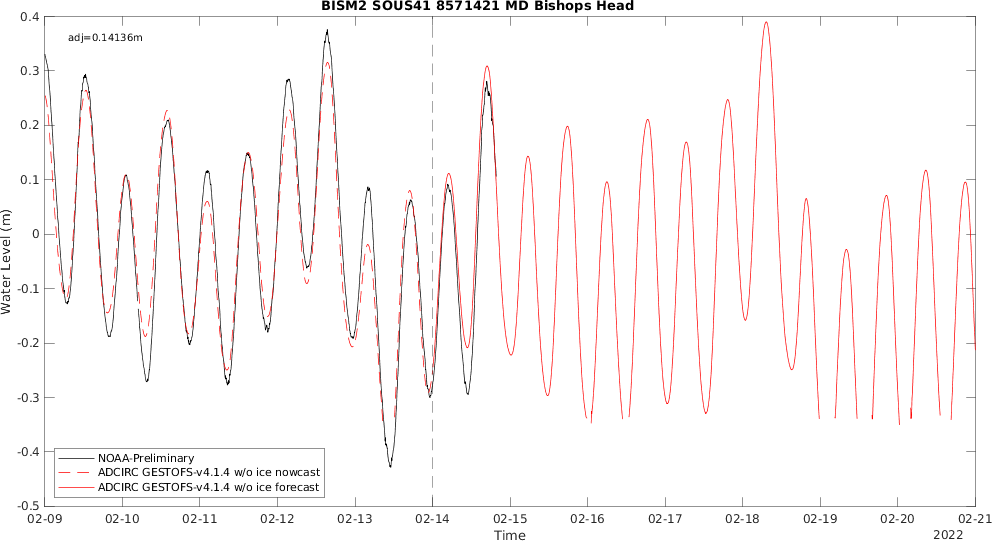 BISM2 SOUS41 8571421 MD Bishops Head
adj=0.14136m
0.4
0.3
0.2
0.1
0
-0.1
-0.2
-0.3
-0.4
-0.5
Water Level (m)
NOAA-Preliminary
ADCIRC GESTOFS-v4.1.4 w/o ice nowcast
ADCIRC GESTOFS-v4.1.4 w/o ice forecast
02-09 02-10 02-11 02-12 02-13 02-14 02-15 02-16 02-17 02-18 02-19 02-20 02-21
Time
2022